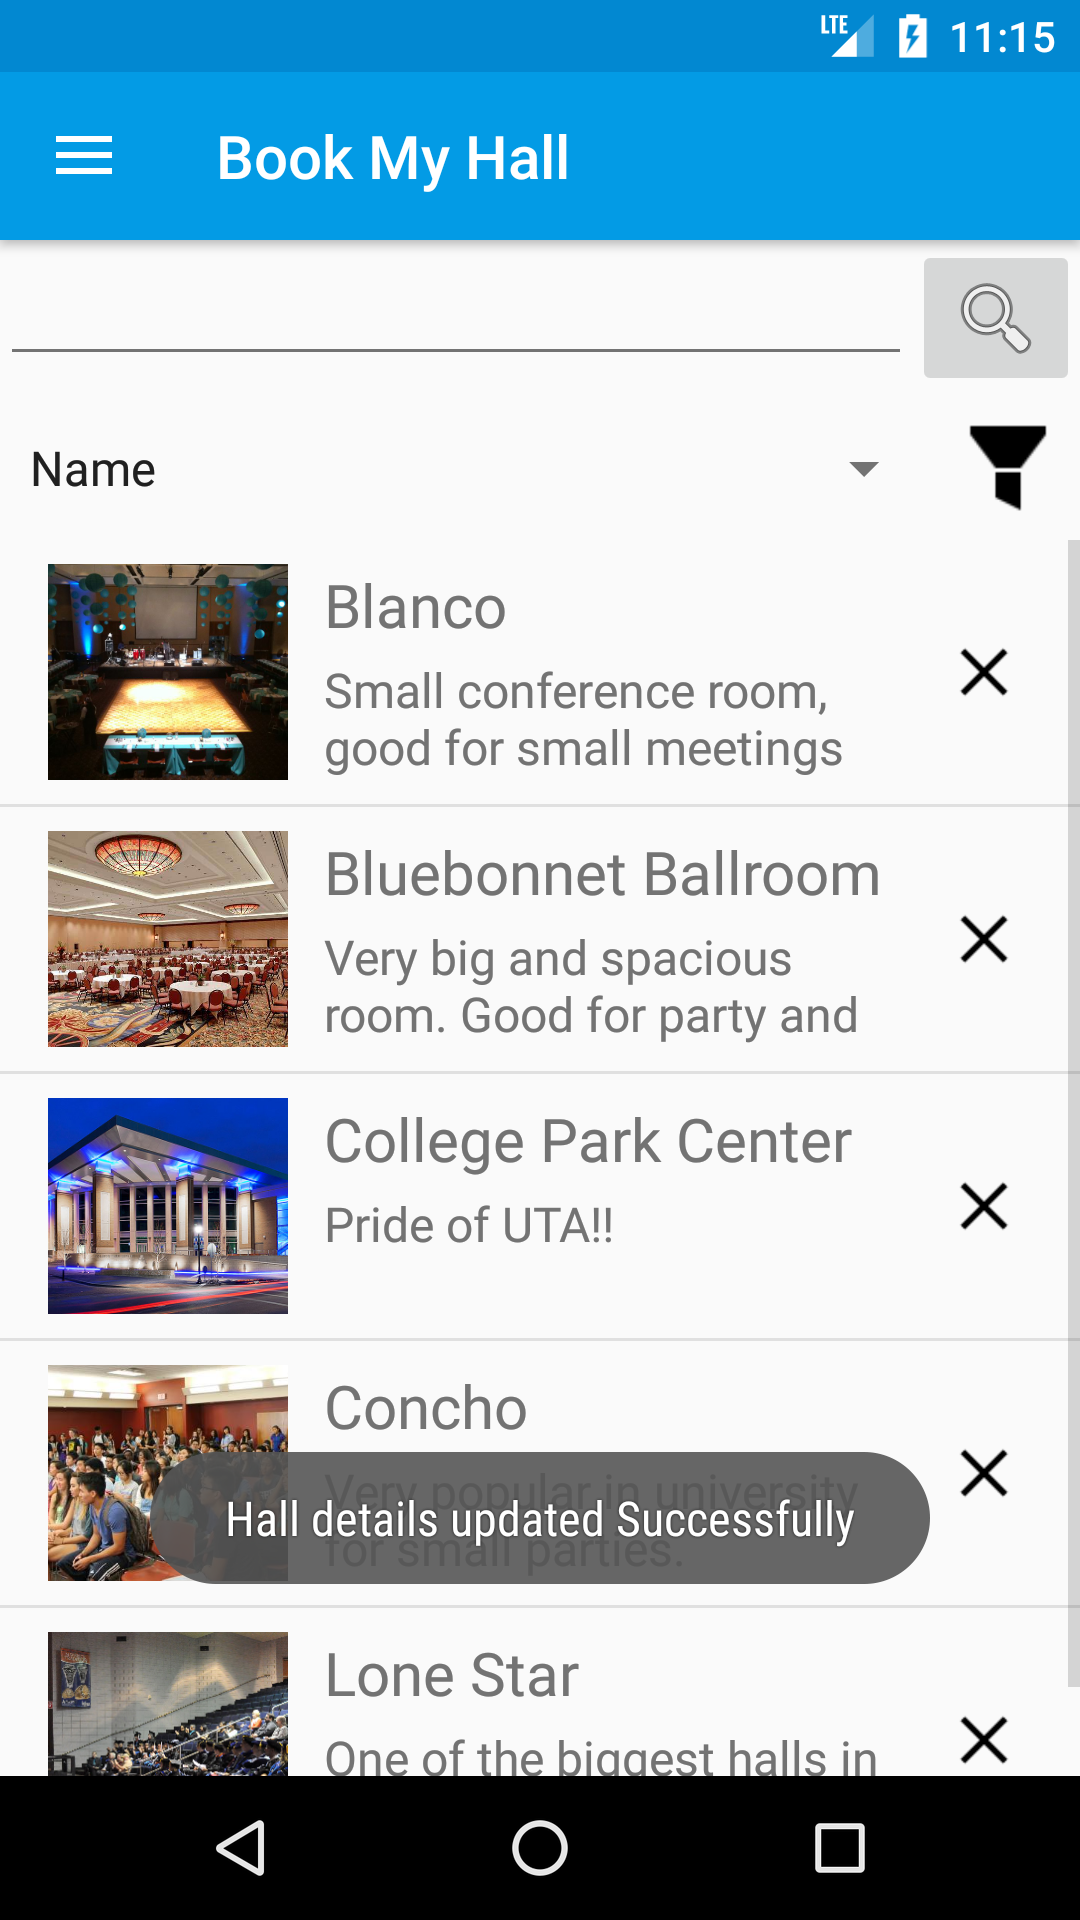 LTE 11:15
Book My Hall
Name
Blanco
Small conference room,
good for small meetings
Bluebonnet Ballroom
Very big and spacious
room. Good for party and
College Park Center
Pride of UTA!!
Concho
Very popular in university
for small parties.
Hall details updated Successfully
Lone Star
One of the biggest halls in